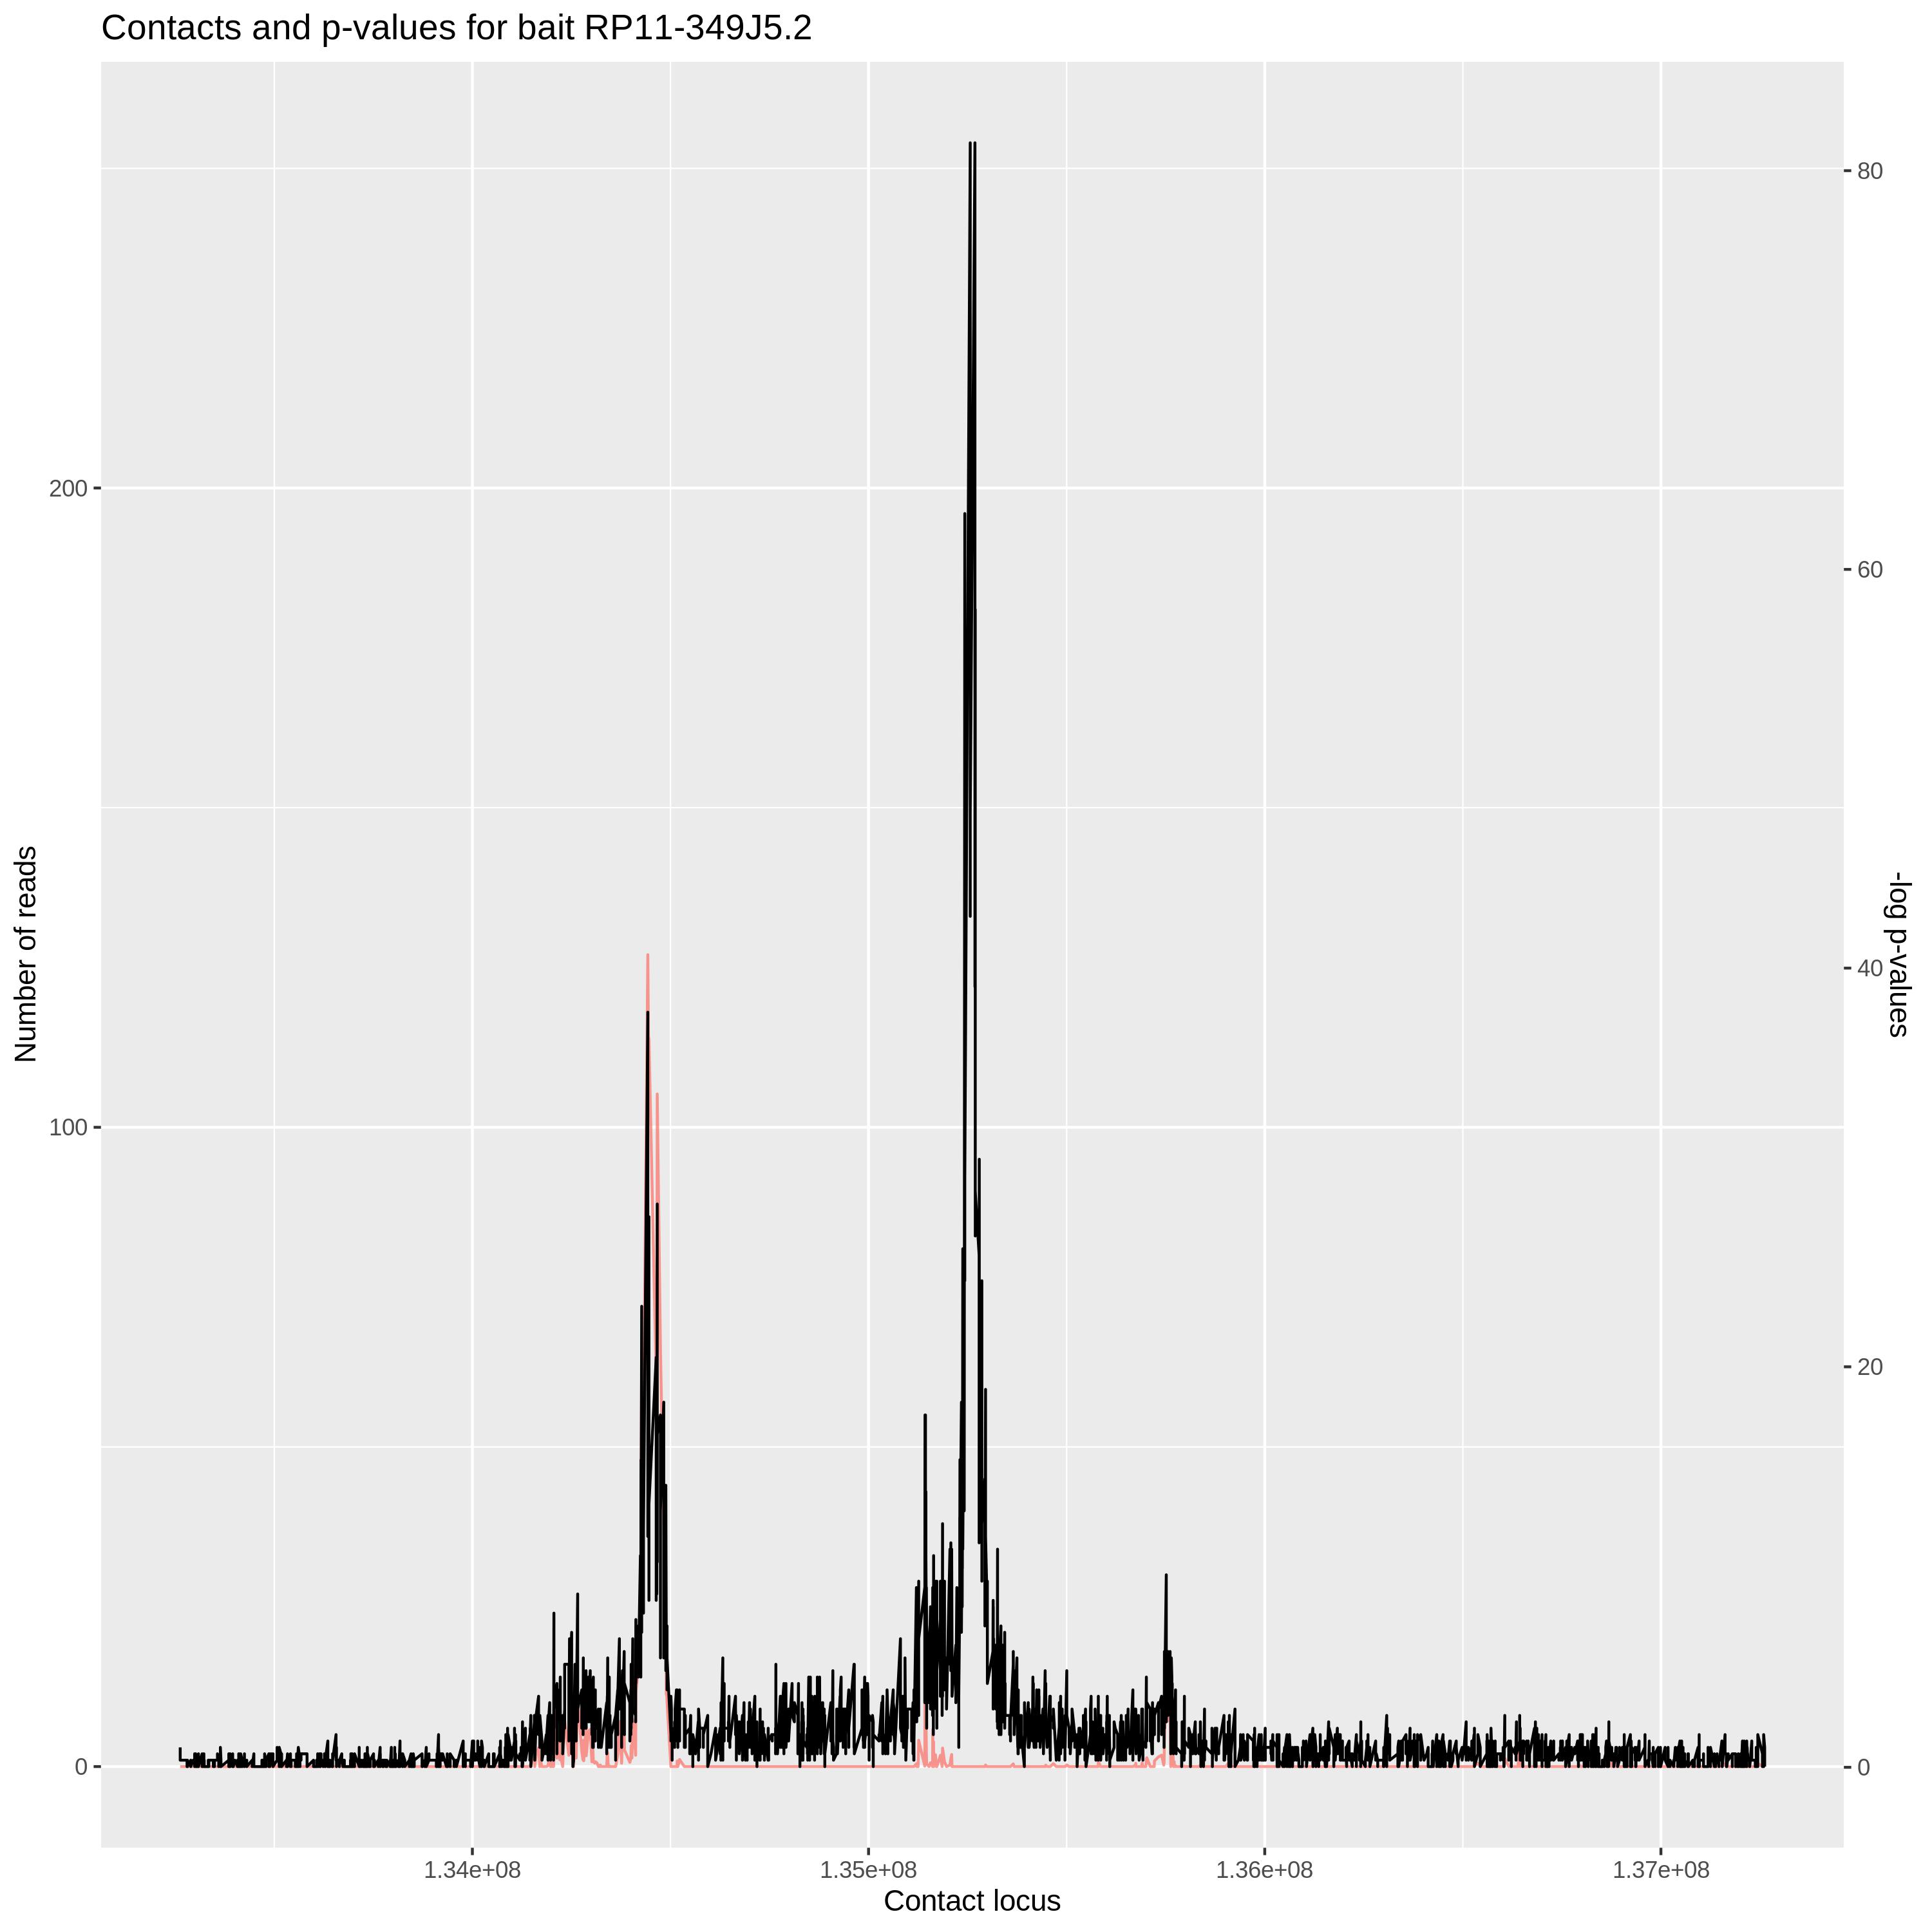 Contacts and p-values for bait RP11-349J5.2
Number of reads
200
100
0
80
60
40
20
0
-log p-values
1.34e+08
1.35e+08
1.36e+08
1.37e+08
Contact locus